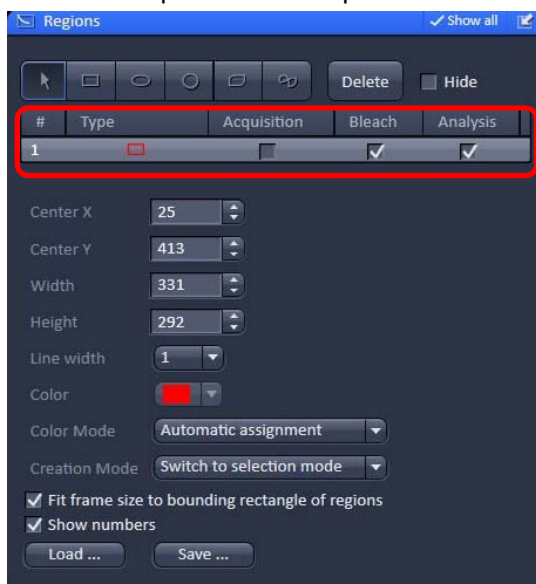 Regions Show all
Delete Hide
# Type Acquisition Bleach Analysis
1
Center X 25
Center Y 413
Width 331
Height 292
Line width 1
Color
Color Mode Automatic assignment
Creation Mode Switch to selection mode
Fit frame size to bounding rectangle of regions
Show numbers
Load ... Save ...